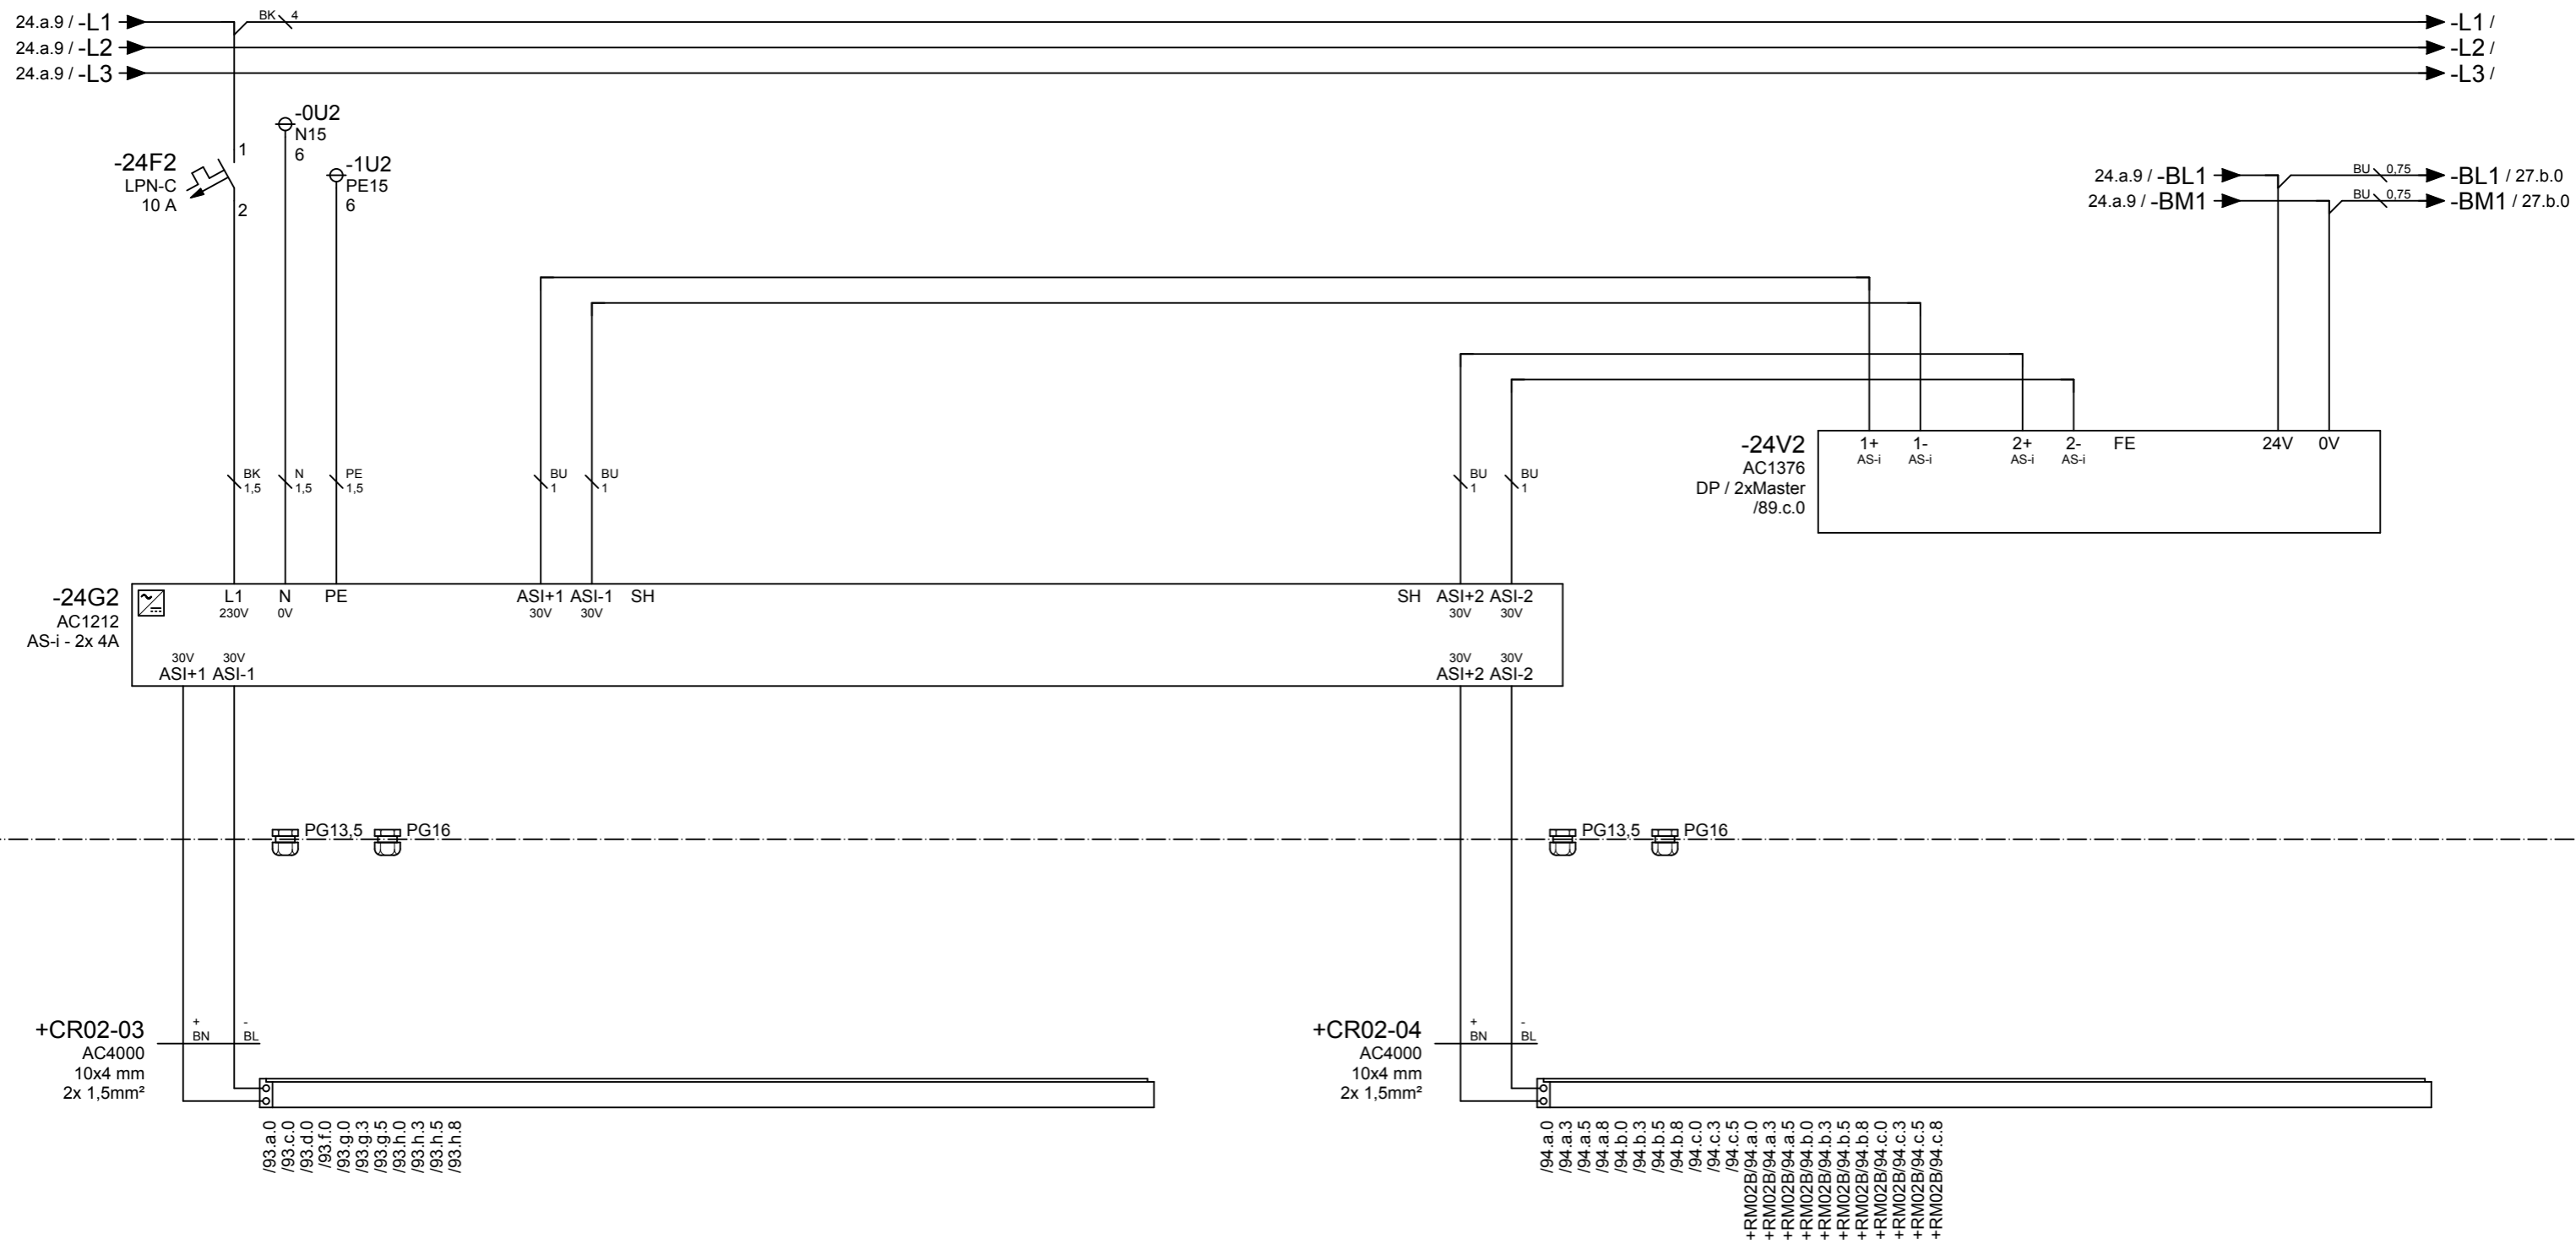 24.a.9 / -L1
BK 4
-L1 /
24.a.9 / -L2
-L2 /
24.a.9 / -L3
-L3 /
-0U2
N15
6
1
-24F2
LPN-C
10 A
2
-1U2
PE15
6
24.a.9 / -BL1
BU 0,75
-BL1 / 27.b.0
24.a.9 / -BM1
BU 0,75
-BM1 / 27.b.0
-24V2
AC1376
DP / 2xMaster
/89.c.0
1+ 1- 2+ 2- FE 24V 0V
AS-i AS-i AS-i AS-i
BK N PE BU BU BU BU
1,5 1,5 1,5 1 1 1 1
-24G2
AC1212
AS-i - 2x 4A
L1 N PE ASI+1 ASI-1 SH SH ASI+2 ASI-2
230V 0V 30V 30V 30V 30V
30V 30V 30V 30V
ASI+1 ASI-1 ASI+2 ASI-2
PG13,5 PG16 PG13,5 PG16
+CR02-03
AC4000
10x4 mm
2x 1,5mm²
+ -
BN BL
+CR02-04
AC4000
10x4 mm
2x 1,5mm²
+ -
BN BL
/93.a.0
/93.c.0
/93.d.0
/93.f.0
/93.g.0
/93.g.3
/93.g.5
/93.h.0
/93.h.3
/93.h.5
/93.h.8
/94.a.0
/94.a.3
/94.a.5
/94.a.8
/94.b.0
/94.b.3
/94.b.5
/94.b.8
/94.c.0
/94.c.3
/94.c.5
+RM02B/94.a.0
+RM02B/94.a.3
+RM02B/94.a.5
+RM02B/94.b.0
+RM02B/94.b.3
+RM02B/94.b.5
+RM02B/94.b.8
+RM02B/94.c.0
+RM02B/94.c.3
+RM02B/94.c.5
+RM02B/94.c.8